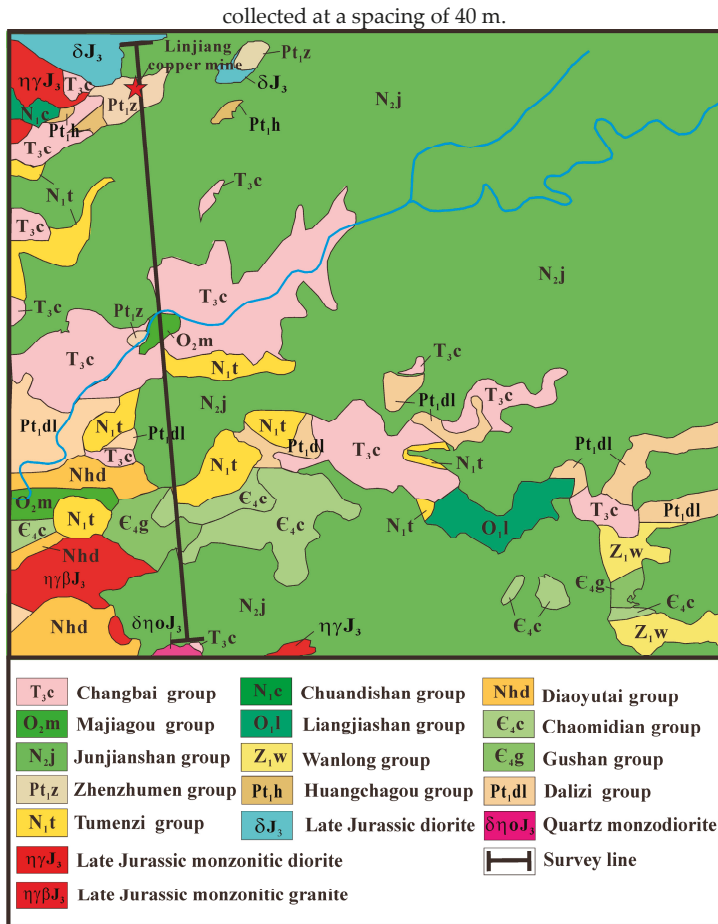 collected at a spacing of 40 m.
δJ₃
Linjiang
copper mine
Pt₁z
ηγJ₃
T₃c
δJ₃
N₁c
Pt₁z
N₂j
Pt₁h
Pt₁h
T₃c
N₁t
T₃c
T₃c
N₂j
T₃c
T₃c
Pt₁z
O₂m
T₃c
T₃c
N₁t
Pt₁dl
T₃c
N₂j
Pt₁dl
N₁t
N₁t
Pt₁dl
Pt₁dl
Pt₁dl
T₃c
T₃c
N₁t
N₁t
Nhd
O₂m
Є₄c
N₁t
T₃c
Pt₁dl
Є₄c
N₁t
Є₄g
Є₄c
O₁l
Z₁w
Nhd
ηγβJ₃
Є₄g
N₂j
Є₄c
Є₄c
δηoJ₃
Nhd
T₃c
ηγJ₃
Z₁w
T₃c Changbai group
N₁c Chuandishan group
Nhd Diaoyutai group
O₂m Majiagou group
O₁l Liangjiashan group
Є₄c Chaomidian group
N₂j Junjianshan group
Z₁w Wanlong group
Є₄g Gushan group
Pt₁z Zhenzhumen group
Pt₁h Huangchagou group
Pt₁dl Dalizi group
N₁t Tumenzi group
δJ₃ Late Jurassic diorite
δηoJ₃ Quartz monzodiorite
ηγJ₃ Late Jurassic monzonitic diorite
Survey line
ηγβJ₃ Late Jurassic monzonitic granite